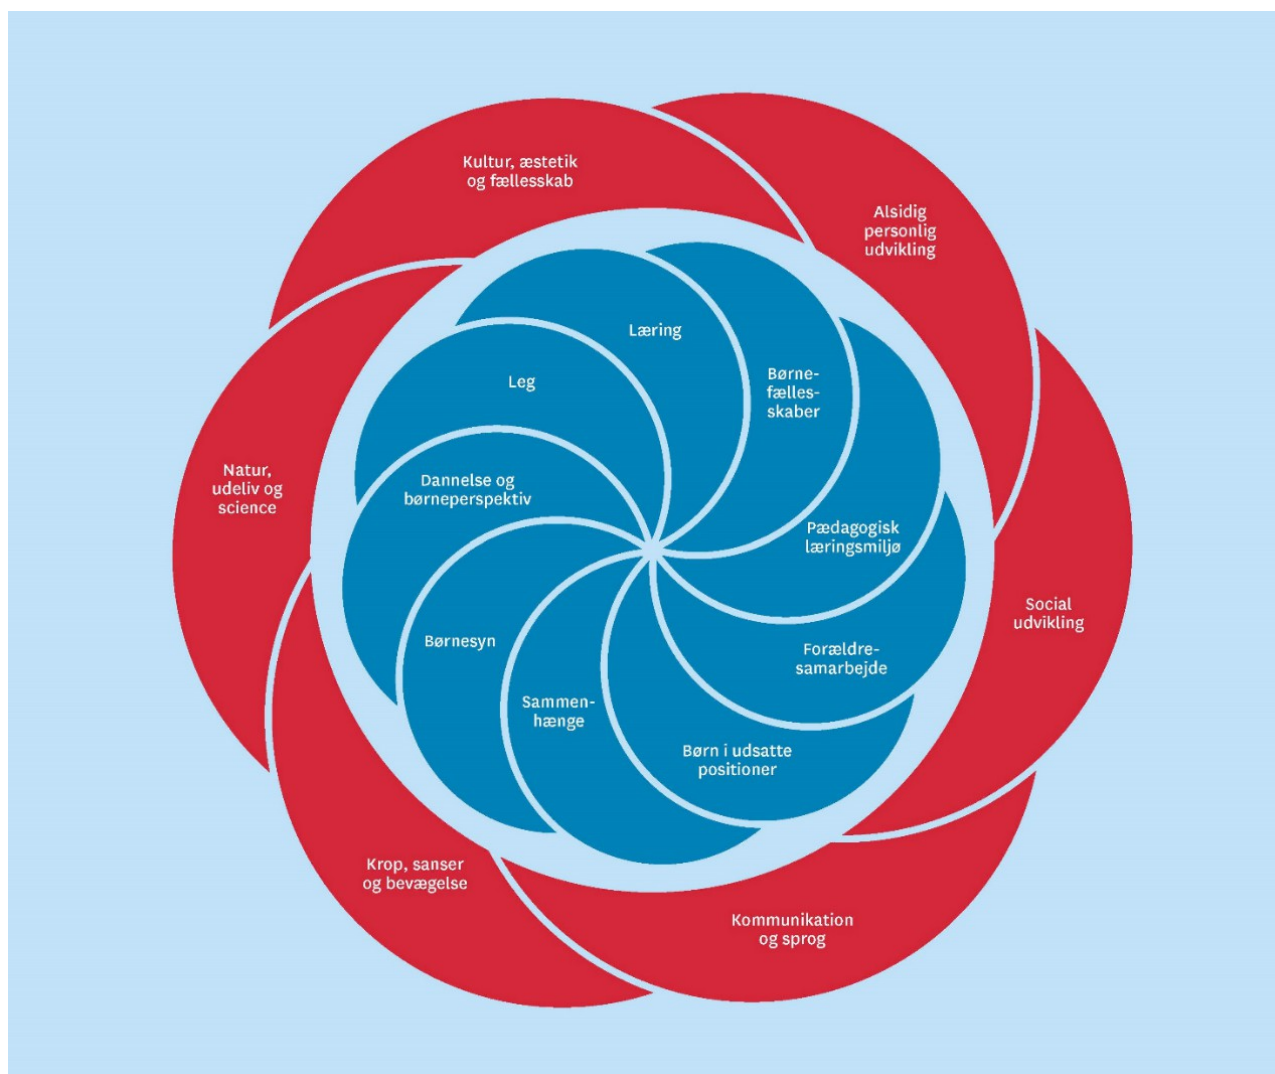 Kultur, æstetik
og fællesskab
Alsidig
personlig
udvikling
Læring
Børne-
fælles-
skaber
Leg
Natur,
udeliv og
science
Dannelse og
børneperspektiv
Pædagogisk
læringsmiljø
Social
udvikling
Børnesyn
Forældre-
samarbejde
Sammen-
hænge
Børn i udsatte
positioner
Krop, sanser
og bevægelse
Kommunikation
og sprog